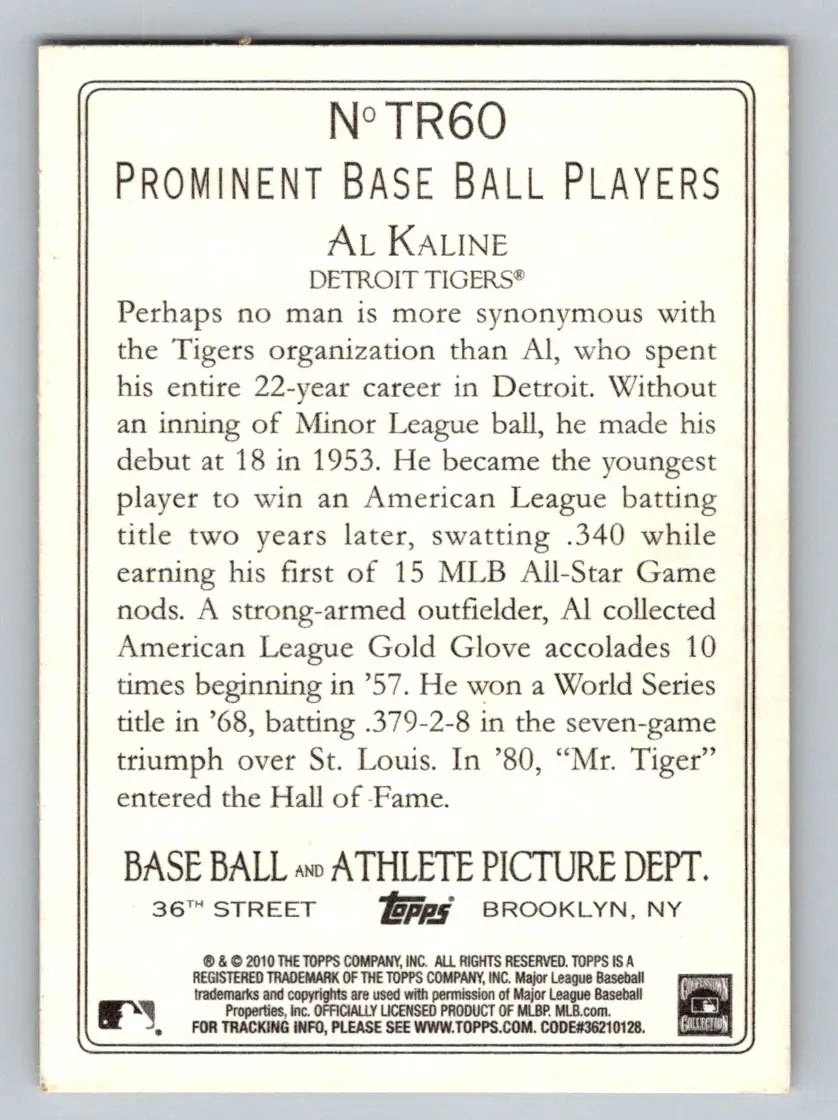 No TR60
PROMINENT BASE BALL PLAYERS
AL KALINE
DETROIT TIGERS®
Perhaps no man is more synonymous with
the Tigers organization than Al, who spent
his entire 22-year career in Detroit. Without
an inning of Minor League ball, he made his
debut at 18 in 1953. He became the youngest
player to win an American League batting
title two years later, swatting .340 while
earning his first of 15 MLB All-Star Game
nods. A strong-armed outfielder, Al collected
American League Gold Glove accolades 10
times beginning in ’57. He won a World Series
title in ’68, batting .379-2-8 in the seven-game
triumph over St. Louis. In ’80, “Mr. Tiger”
entered the Hall of Fame.
BASE BALL AND ATHLETE PICTURE DEPT.
36TH STREET Topps BROOKLYN, NY
® & © 2010 THE TOPPS COMPANY, INC. ALL RIGHTS RESERVED. TOPPS IS A
REGISTERED TRADEMARK OF THE TOPPS COMPANY, INC. Major League Baseball
trademarks and copyrights are used with permission of Major League Baseball
Properties, Inc. OFFICIALLY LICENSED PRODUCT OF MLBP. MLB.com.
FOR TRACKING INFO, PLEASE SEE WWW.TOPPS.COM. CODE#36210128.
COOPERSTOWN
COLLECTION